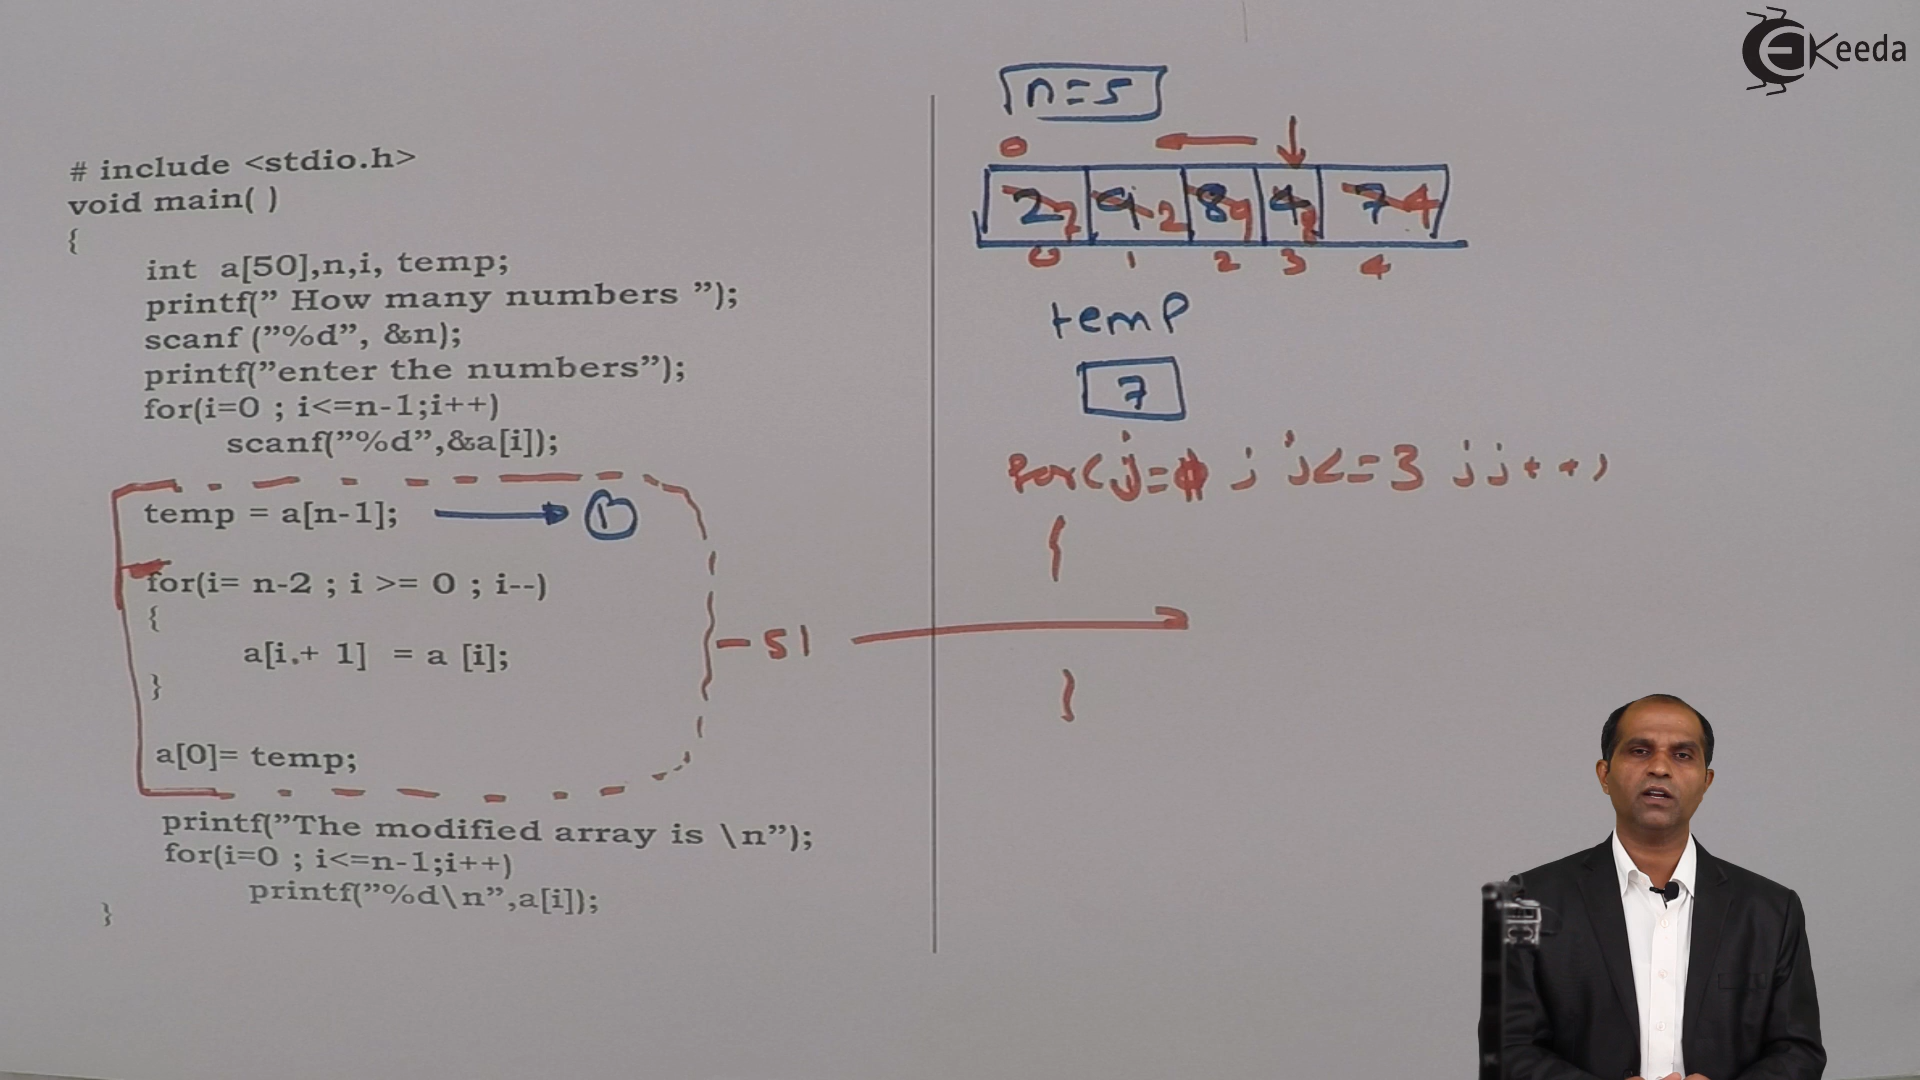 # include <stdio.h>
void main( )
{
int a[50],n,i, temp;
printf(” How many numbers ”);
scanf (”%d”, &n);
printf(”enter the numbers”);
for(i=0 ; i<=n-1;i++)
scanf(”%d”,&a[i]);
temp = a[n-1]; 1
for(i= n-2 ; i >= 0 ; i--)
{
a[i + 1] = a [i];
}
a[0]= temp;
- S1
printf(”The modified array is \n”);
for(i=0 ; i<=n-1;i++)
printf(”%d\n”,a[i]);
}
n=5
0
2 7 9 2 8 9 4 8 7 4
0 1 2 3 4
temp
7
for(j= ; j<=3 ; j++)
{
}
EKeeda